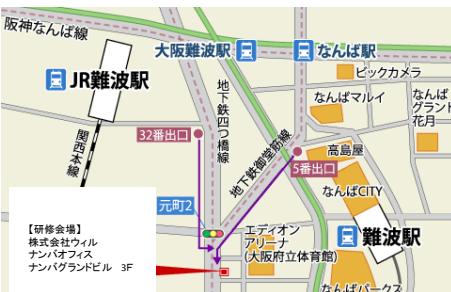 阪神なんば線
大阪難波駅
なんば駅
JR難波駅
ビックカメラ
なんばマルイ
なんば
グランド
花月
地下鉄四つ橋線
32番出口
関西本線
地下鉄御堂筋線
高島屋
5番出口
なんばCITY
元町2
エディオン
アリーナ
(大阪府立体育館)
難波駅
【研修会場】
株式会社ウィル
ナンバオフィス
ナンバグランドビル 3F
なんばパークス